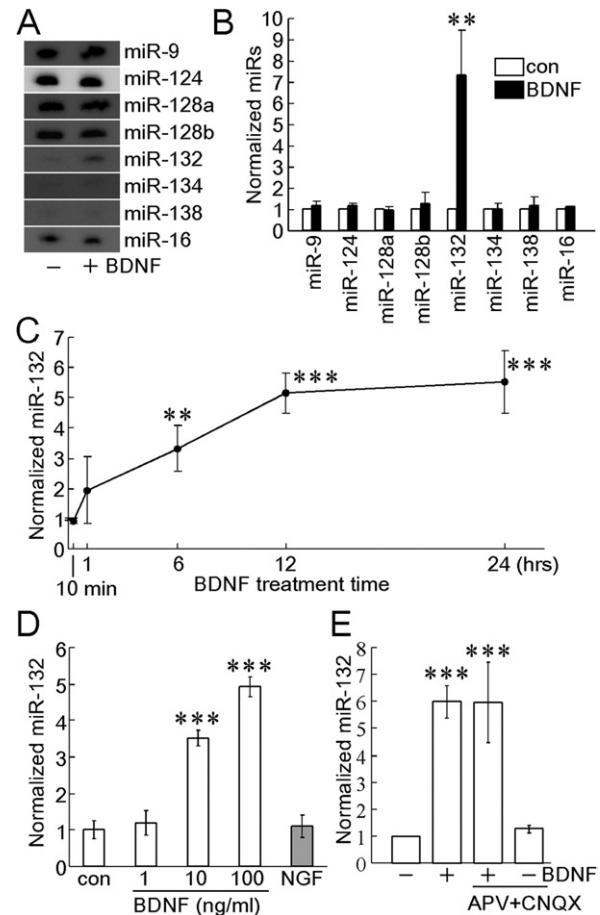 A
miR-9
miR-124
miR-128a
miR-128b
miR-132
miR-134
miR-138
miR-16
− + BDNF
B
Normalized miRs
10
9
8
7
6
5
4
3
2
1
0
**
con
BDNF
miR-9
miR-124
miR-128a
miR-128b
miR-132
miR-134
miR-138
miR-16
C
Normalized miR-132
7
6
5
4
3
2
1
0
**
***
***
1 6 12 24 (hrs)
10 min
BDNF treatment time
D
Normalized miR-132
6
5
4
3
2
1
0
***
***
con 1 10 100 NGF
BDNF (ng/ml)
E
Normalized miR-132
8
7
6
5
4
3
2
1
0
***
***
− + + − BDNF
APV+CNQX